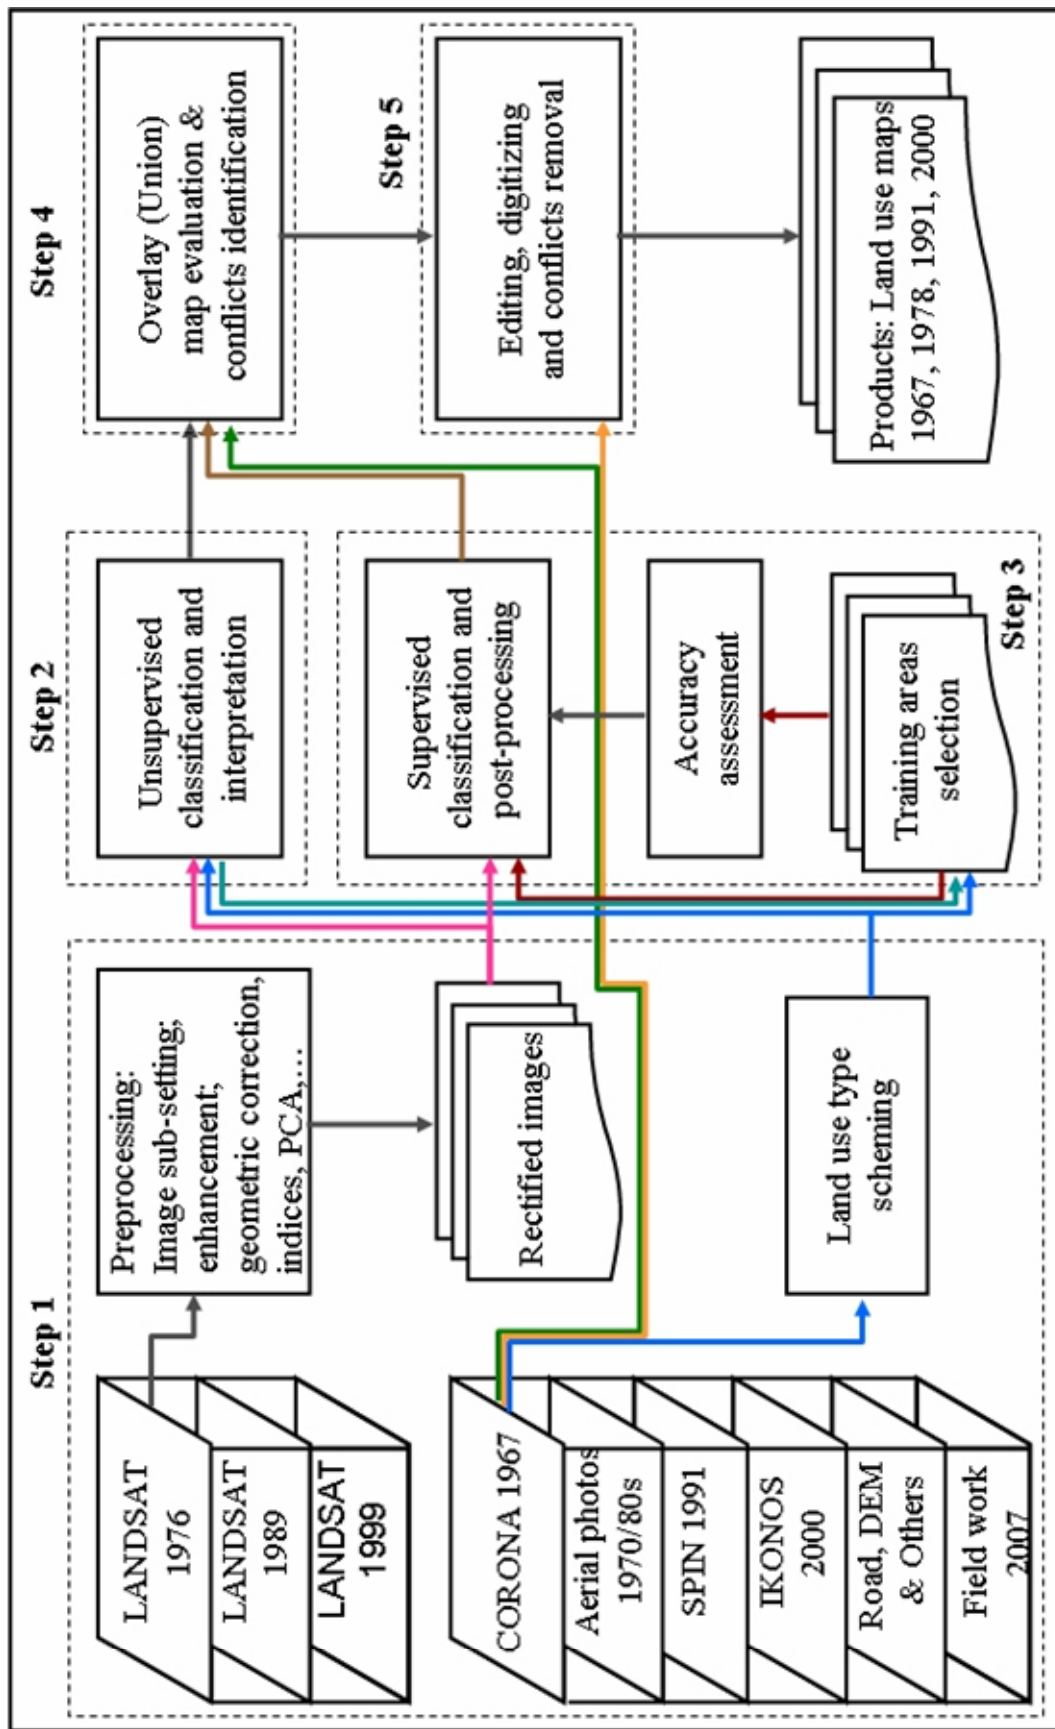 Step 1
LANDSAT
1976
LANDSAT
1989
LANDSAT
1999
CORONA 1967
Aerial photos
1970/80s
SPIN 1991
IKONOS
2000
Road, DEM
& Others
Field work
2007
Preprocessing:
Image sub-setting;
enhancement;
geometric correction,
indices, PCA,...
Rectified images
Land use type
scheming
Step 2
Unsupervised
classification and
interpretation
Supervised
classification and
post-processing
Accuracy
assessment
Training areas
selection
Step 3
Step 4
Overlay (Union)
map evaluation &
conflicts identification
Step 5
Editing, digitizing
and conflicts removal
Products: Land use maps
1967, 1978, 1991, 2000